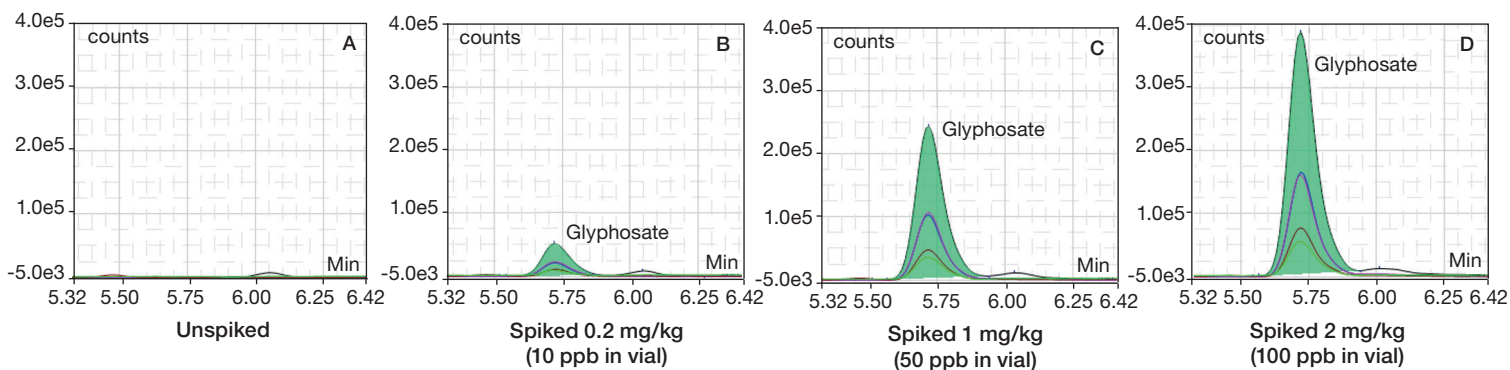 4.0e5
counts
A
3.0e5
2.0e5
1.0e5
Min
-5.0e3
5.32 5.50 5.75 6.00 6.25 6.42
Unspiked
4.0e5
counts
B
3.0e5
2.0e5
1.0e5
Glyphosate
Min
-5.0e3
5.32 5.50 5.75 6.00 6.25 6.42
Spiked 0.2 mg/kg
(10 ppb in vial)
4.0e5
counts
C
3.0e5
Glyphosate
2.0e5
1.0e5
Min
-5.0e3
5.32 5.50 5.75 6.00 6.25 6.42
Spiked 1 mg/kg
(50 ppb in vial)
4.0e5
counts
D
Glyphosate
3.0e5
2.0e5
1.0e5
Min
-5.0e3
5.32 5.50 5.75 6.00 6.25 6.42
Spiked 2 mg/kg
(100 ppb in vial)